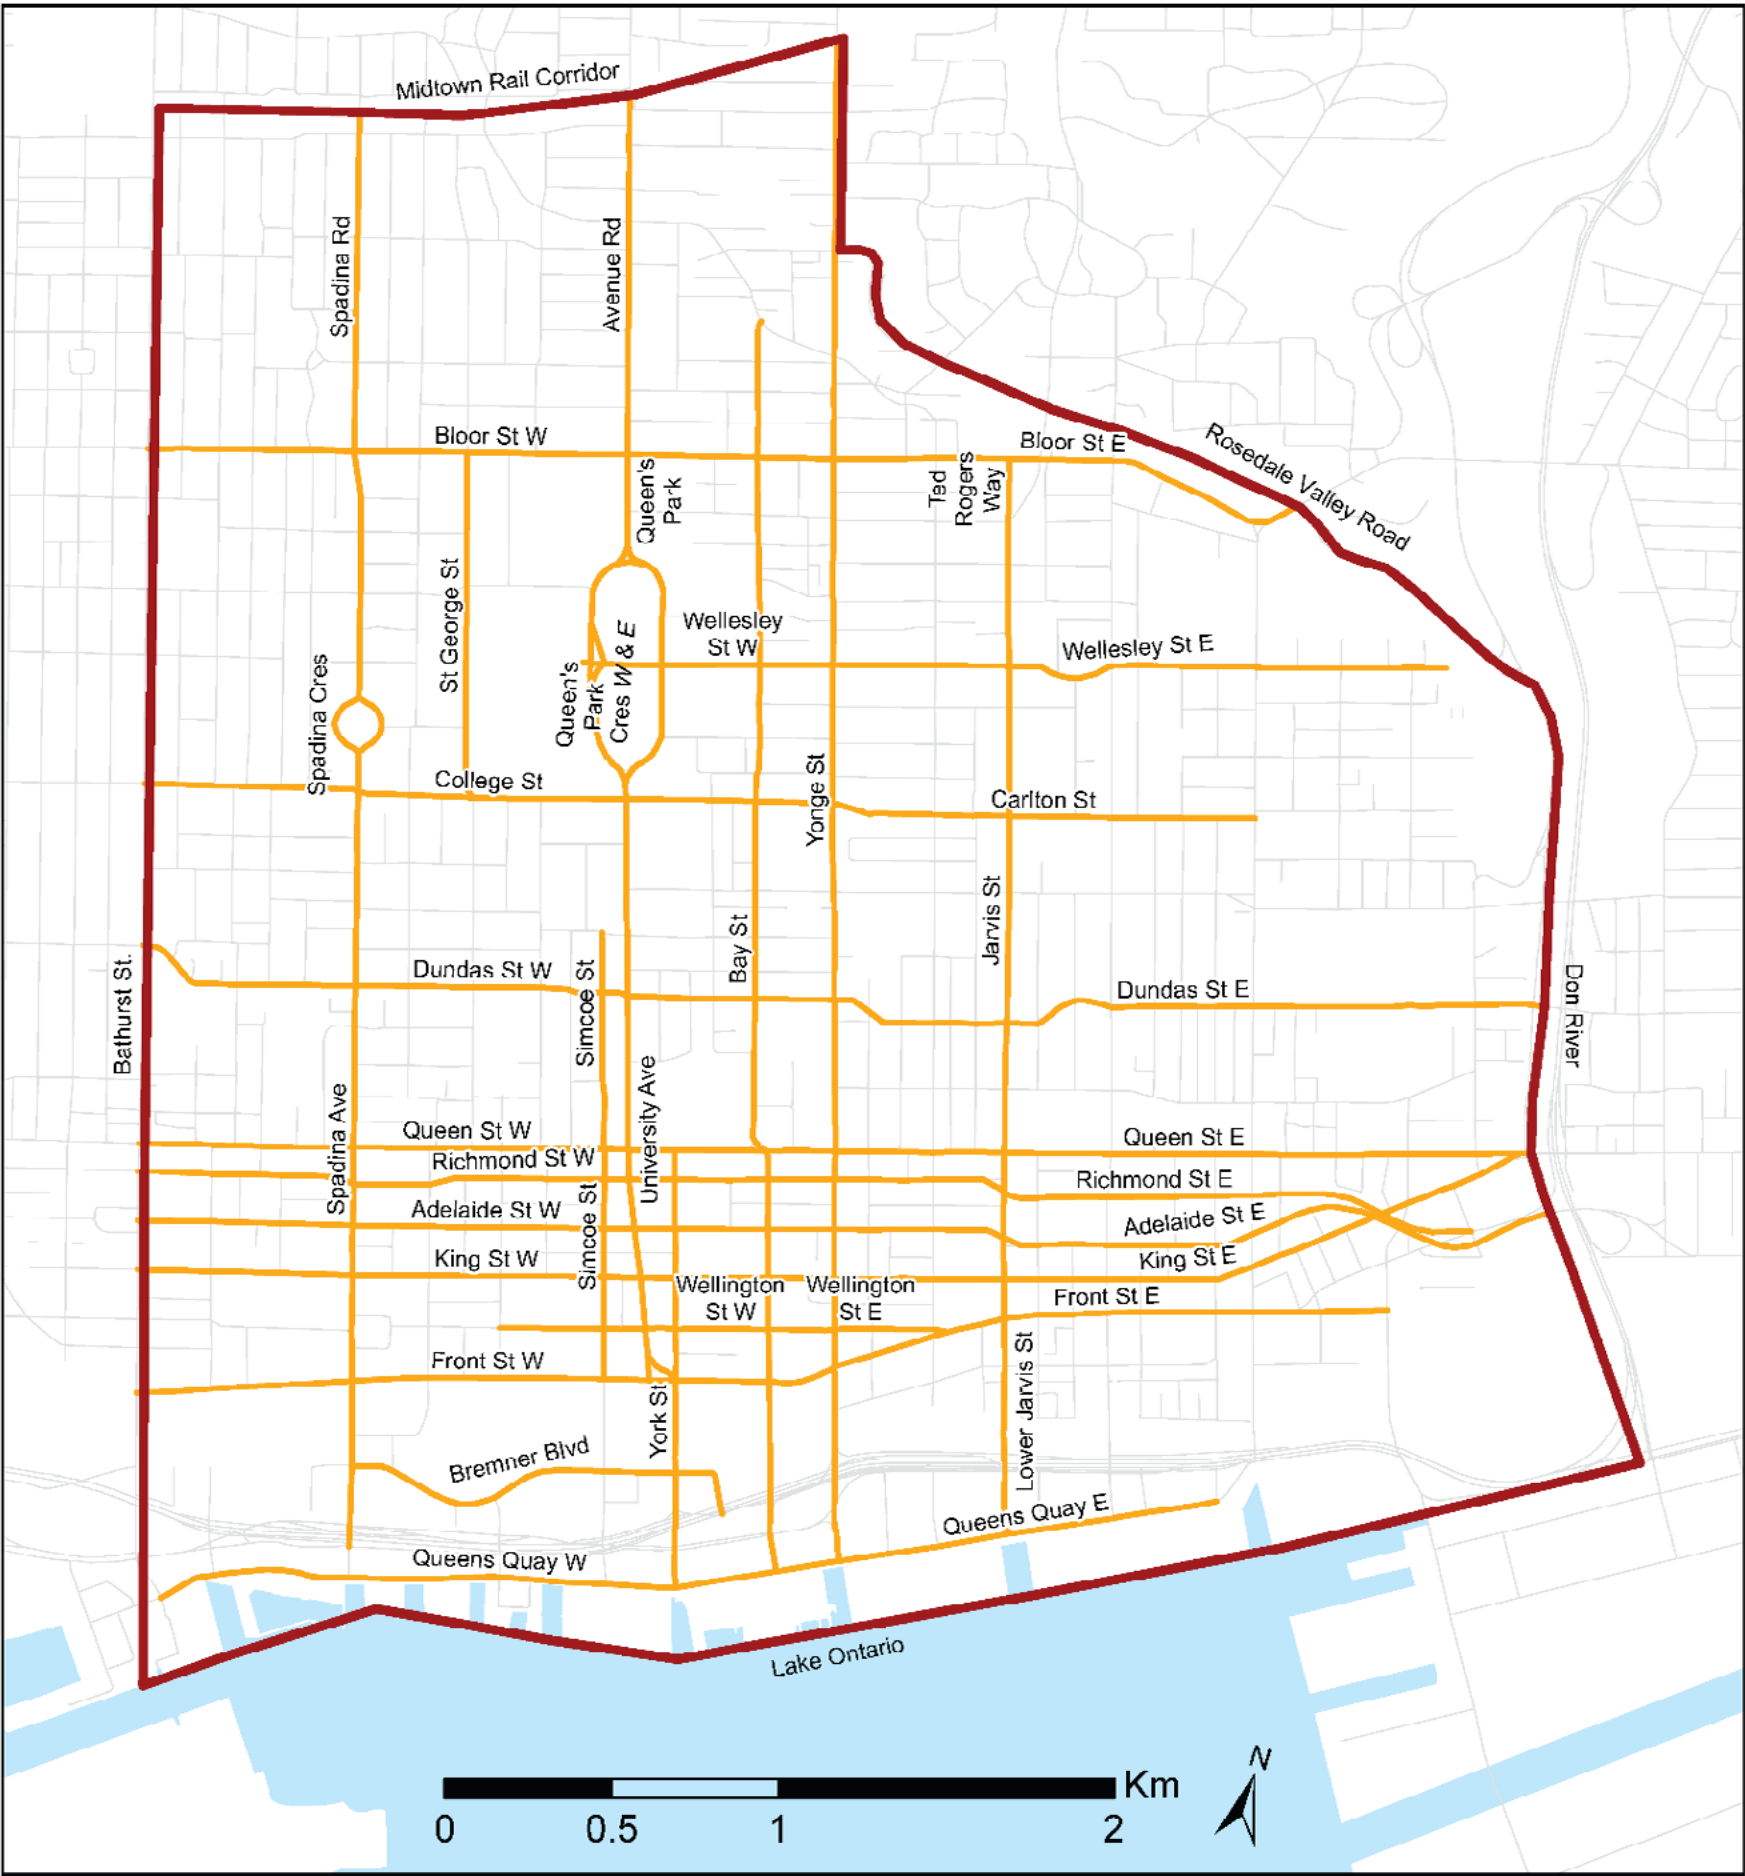 Midtown Rail Corridor
Spadina Rd
Avenue Rd
Bloor St W
Bloor St E
Rosedale Valley Road
Queen's
Park
Ted
Rogers
Way
St George St
Wellesley
St W
Wellesley St E
Queen's
Park
Cres W & E
Spadina Cres
College St
Yonge St
Carlton St
Jarvis St
Bay St
Bathurst St.
Dundas St W
Simcoe St
Dundas St E
Don River
University Ave
Spadina Ave
Queen St W
Queen St E
Richmond St W
Richmond St E
Simcoe St
Adelaide St W
Adelaide St E
King St W
King St E
Wellington
St W
Wellington
St E
Front St E
Front St W
York St
Lower Jarvis St
Bremner Blvd
Queens Quay E
Queens Quay W
Lake Ontario
N
Km
0 0.5 1 2